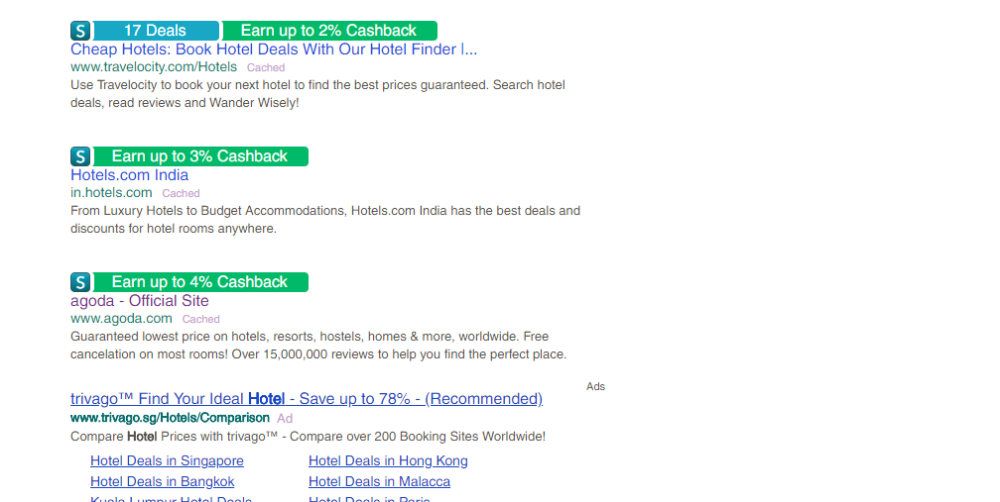 S 17 Deals Earn up to 2% Cashback
Cheap Hotels: Book Hotel Deals With Our Hotel Finder |...
www.travelocity.com/Hotels Cached
Use Travelocity to book your next hotel to find the best prices guaranteed. Search hotel
deals, read reviews and Wander Wisely!
S Earn up to 3% Cashback
Hotels.com India
in.hotels.com Cached
From Luxury Hotels to Budget Accommodations, Hotels.com India has the best deals and
discounts for hotel rooms anywhere.
S Earn up to 4% Cashback
agoda - Official Site
www.agoda.com Cached
Guaranteed lowest price on hotels, resorts, hostels, homes & more, worldwide. Free
cancelation on most rooms! Over 15,000,000 reviews to help you find the perfect place.
Ads
trivago™ Find Your Ideal Hotel - Save up to 78% - (Recommended)
www.trivago.sg/Hotels/Comparison Ad
Compare Hotel Prices with trivago™ - Compare over 200 Booking Sites Worldwide!
Hotel Deals in Singapore Hotel Deals in Hong Kong
Hotel Deals in Bangkok Hotel Deals in Malacca
Kuala Lumpur Hotel Deals Hotel Deals in Paris